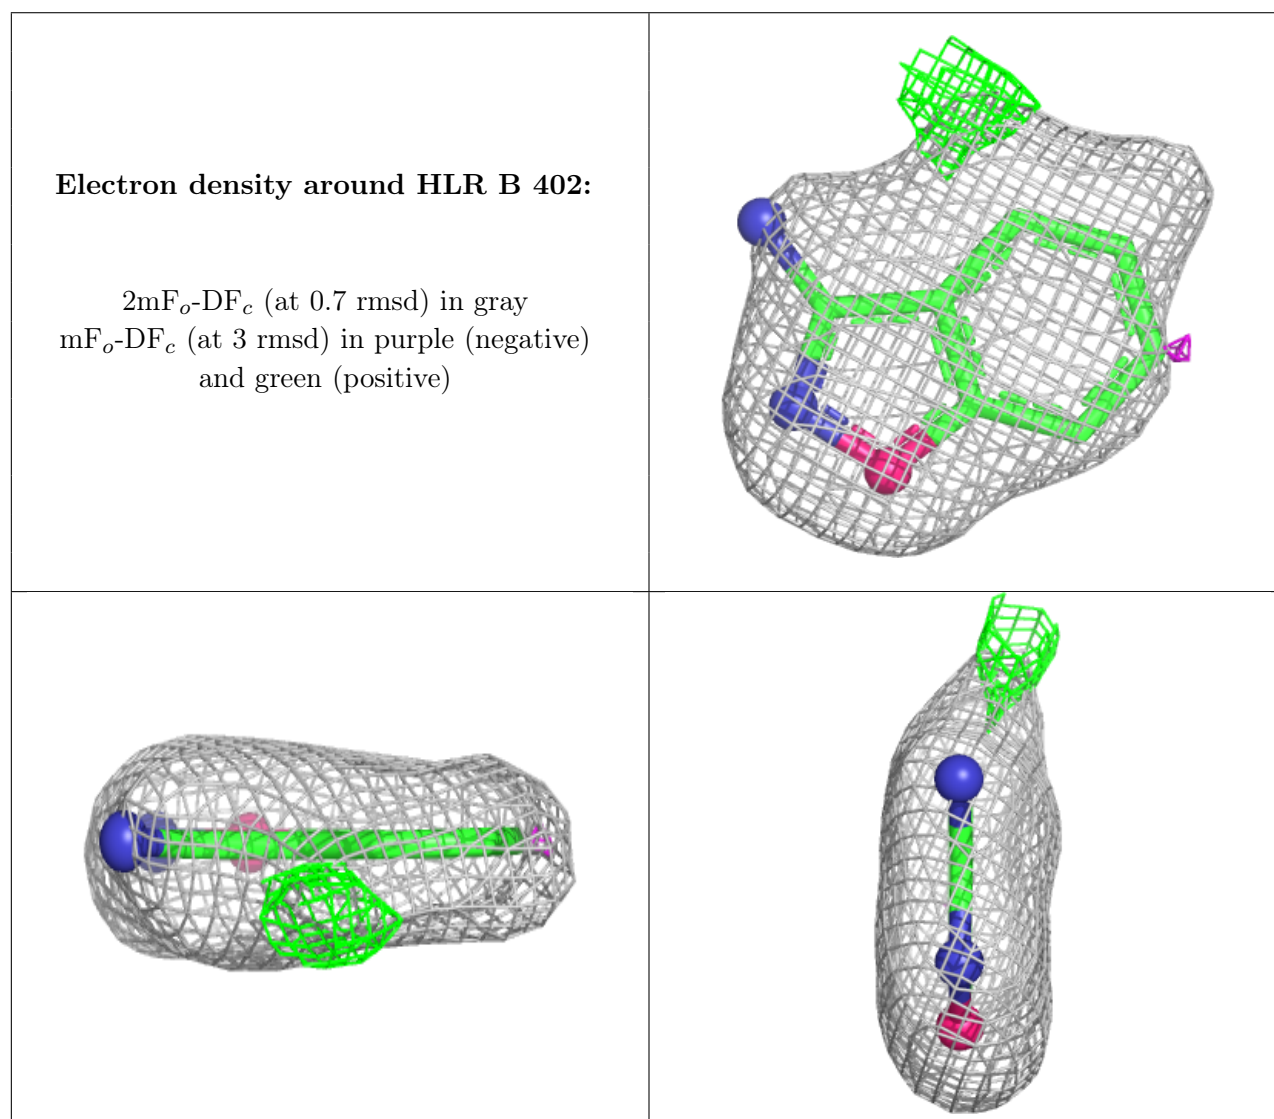 Electron density around HLR B 402:
2mFo-DFc (at 0.7 rmsd) in gray
mFo-DFc (at 3 rmsd) in purple (negative)
and green (positive)